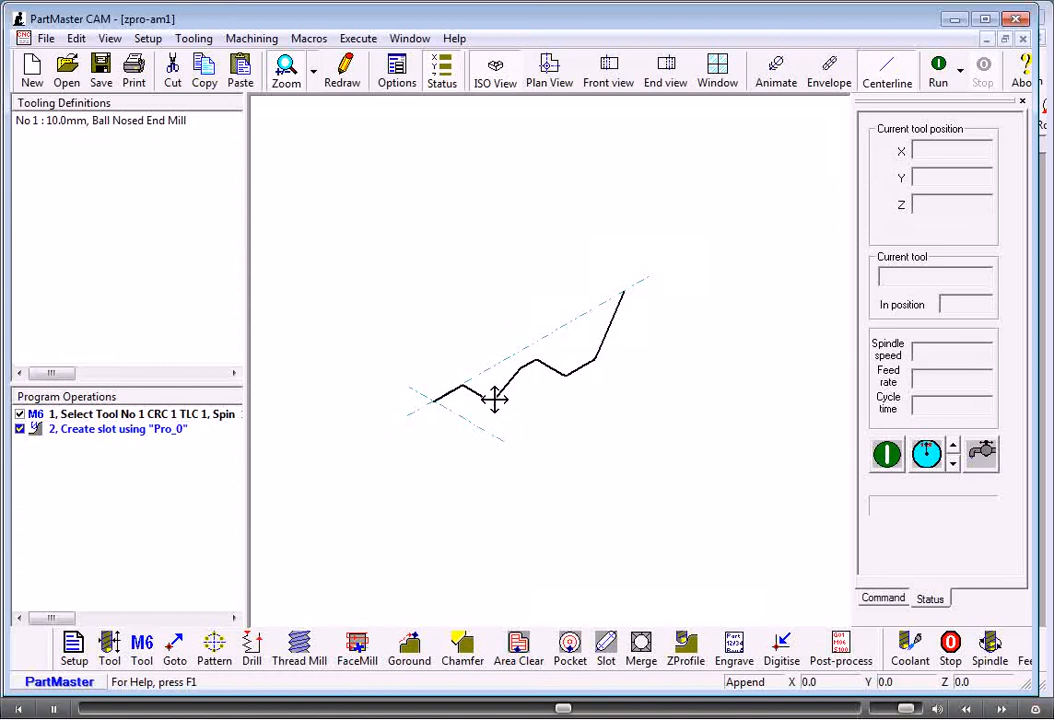 PartMaster CAM - [zpro-am1]
File Edit View Setup Tooling Machining Macros Execute Window Help
New Open Save Print Cut Copy Paste Zoom Redraw Options Status ISO View Plan View Front view End view Window Animate Envelope Centerline Run Stop Abo
Tooling Definitions
No 1 : 10.0mm, Ball Nosed End Mill
Program Operations
M6 1, Select Tool No 1 CRC 1 TLC 1, Spin
2, Create slot using "Pro_0"
Current tool position
X
Y
Z
Current tool
In position
Spindle speed
Feed rate
Cycle time
Command Status
Setup Tool Tool Goto Pattern Drill Thread Mill FaceMill Goround Chamfer Area Clear Pocket Slot Merge ZProfile Engrave Digitise Post-process Coolant Stop Spindle Fee
PartMaster For Help, press F1 Append X 0.0 Y 0.0 Z 0.0